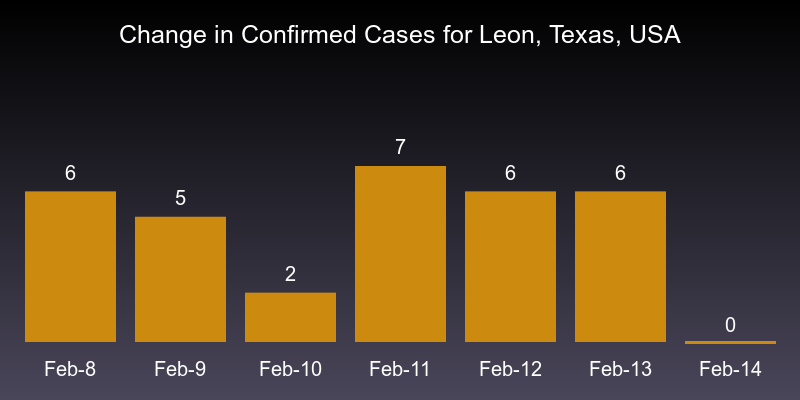 Change in Confirmed Cases for Leon, Texas, USA
6
5
2
7
6
6
0
Feb-8
Feb-9
Feb-10
Feb-11
Feb-12
Feb-13
Feb-14